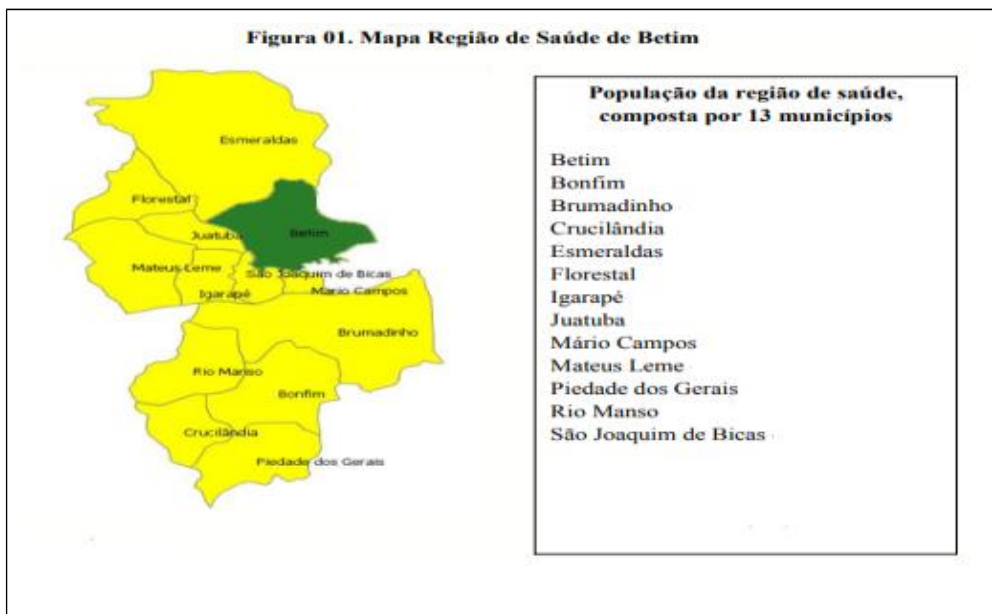 Figura 01. Mapa Região de Saúde de Betim
Esmeraldas
Florestal
Juatuba
Betim
Mateus Leme
São Joaquim de Bicas
Igarapé
Mario Campos
Brumadinho
Rio Manso
Bonfim
Crucilândia
Piedade dos Gerais
População da região de saúde,
composta por 13 municípios
Betim
Bonfim
Brumadinho
Crucilândia
Esmeraldas
Florestal
Igarapé
Juatuba
Mário Campos
Mateus Leme
Piedade dos Gerais
Rio Manso
São Joaquim de Bicas